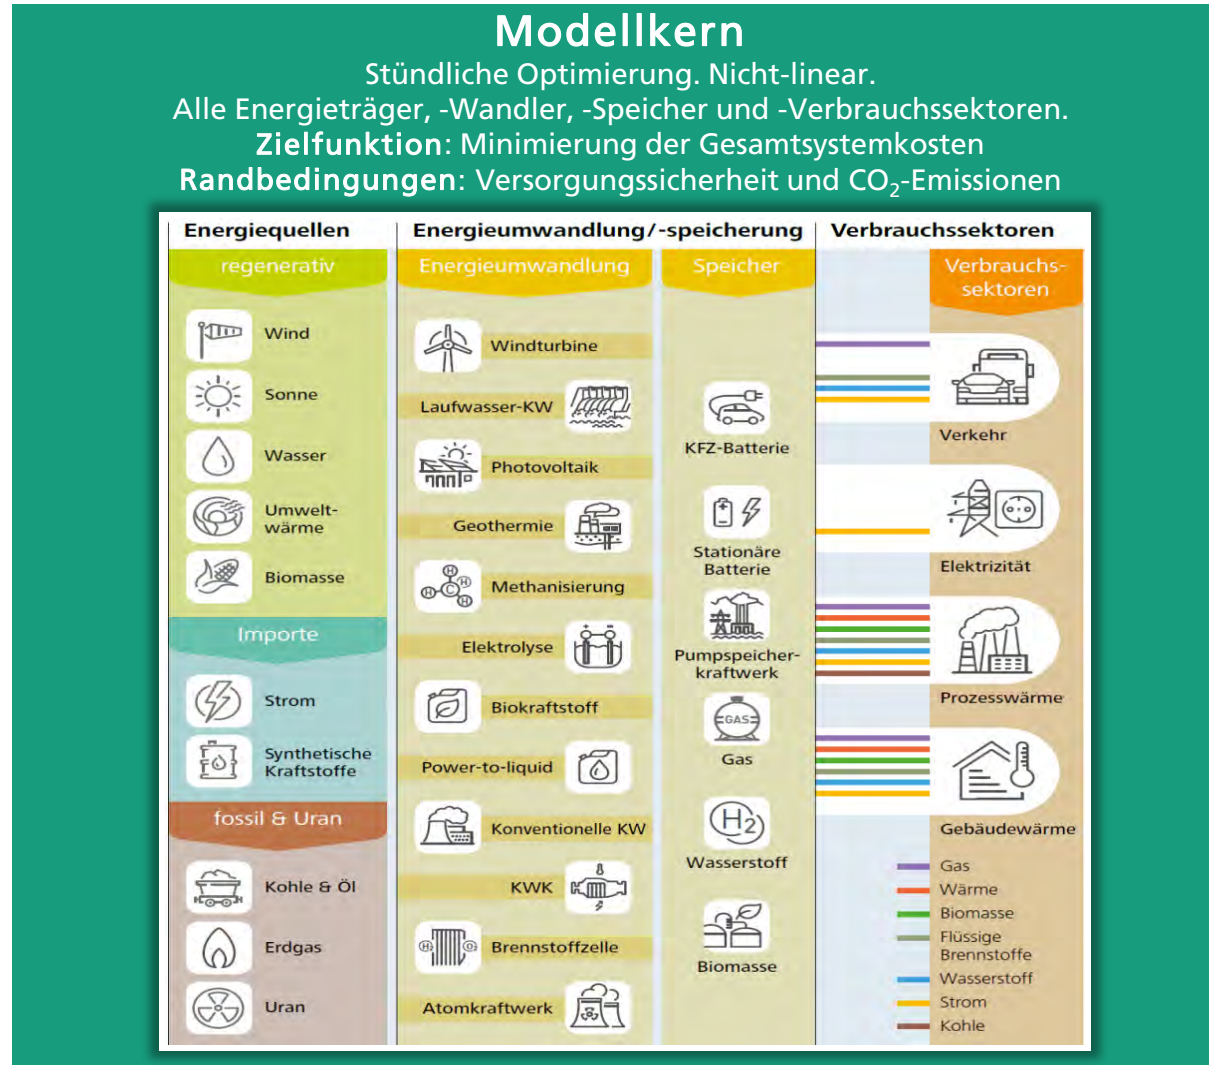 Modellkern
Stündliche Optimierung. Nicht-linear.
Alle Energieträger, -Wandler, -Speicher und -Verbrauchssektoren.
Zielfunktion: Minimierung der Gesamtsystemkosten
Randbedingungen: Versorgungssicherheit und CO₂-Emissionen
Energiequellen
regenerativ
Wind
Sonne
Wasser
Umwelt-
wärme
Biomasse
Importe
Strom
Synthetische
Kraftstoffe
fossil & Uran
Kohle & Öl
Erdgas
Uran
Energieumwandlung/-speicherung
Energieumwandlung
Windturbine
Laufwasser-KW
Photovoltaik
Geothermie
Methanisierung
H
H
C
H
H
Elektrolyse
Biokraftstoff
Power-to-liquid
Konventionelle KW
KWK
Brennstoffzelle
Atomkraftwerk
Speicher
KFZ-Batterie
Stationäre
Batterie
Pumpspeicher-
kraftwerk
GAS
Gas
H₂
Wasserstoff
Biomasse
Verbrauchssektoren
Verbrauchs-
sektoren
Verkehr
Elektrizität
Prozesswärme
Gebäudewärme
Gas
Wärme
Biomasse
Flüssige
Brennstoffe
Wasserstoff
Strom
Kohle